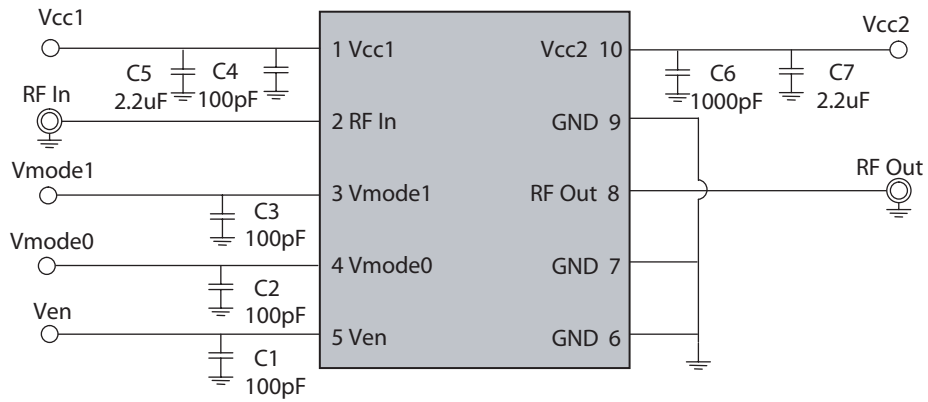 Vcc1
C5
2.2uF
C4
100pF
RF In
Vmode1
C3
100pF
Vmode0
C2
100pF
Ven
C1
100pF
1 Vcc1
2 RF In
3 Vmode1
4 Vmode0
5 Ven
Vcc2 10
GND 9
RF Out 8
GND 7
GND 6
Vcc2
C6
1000pF
C7
2.2uF
RF Out